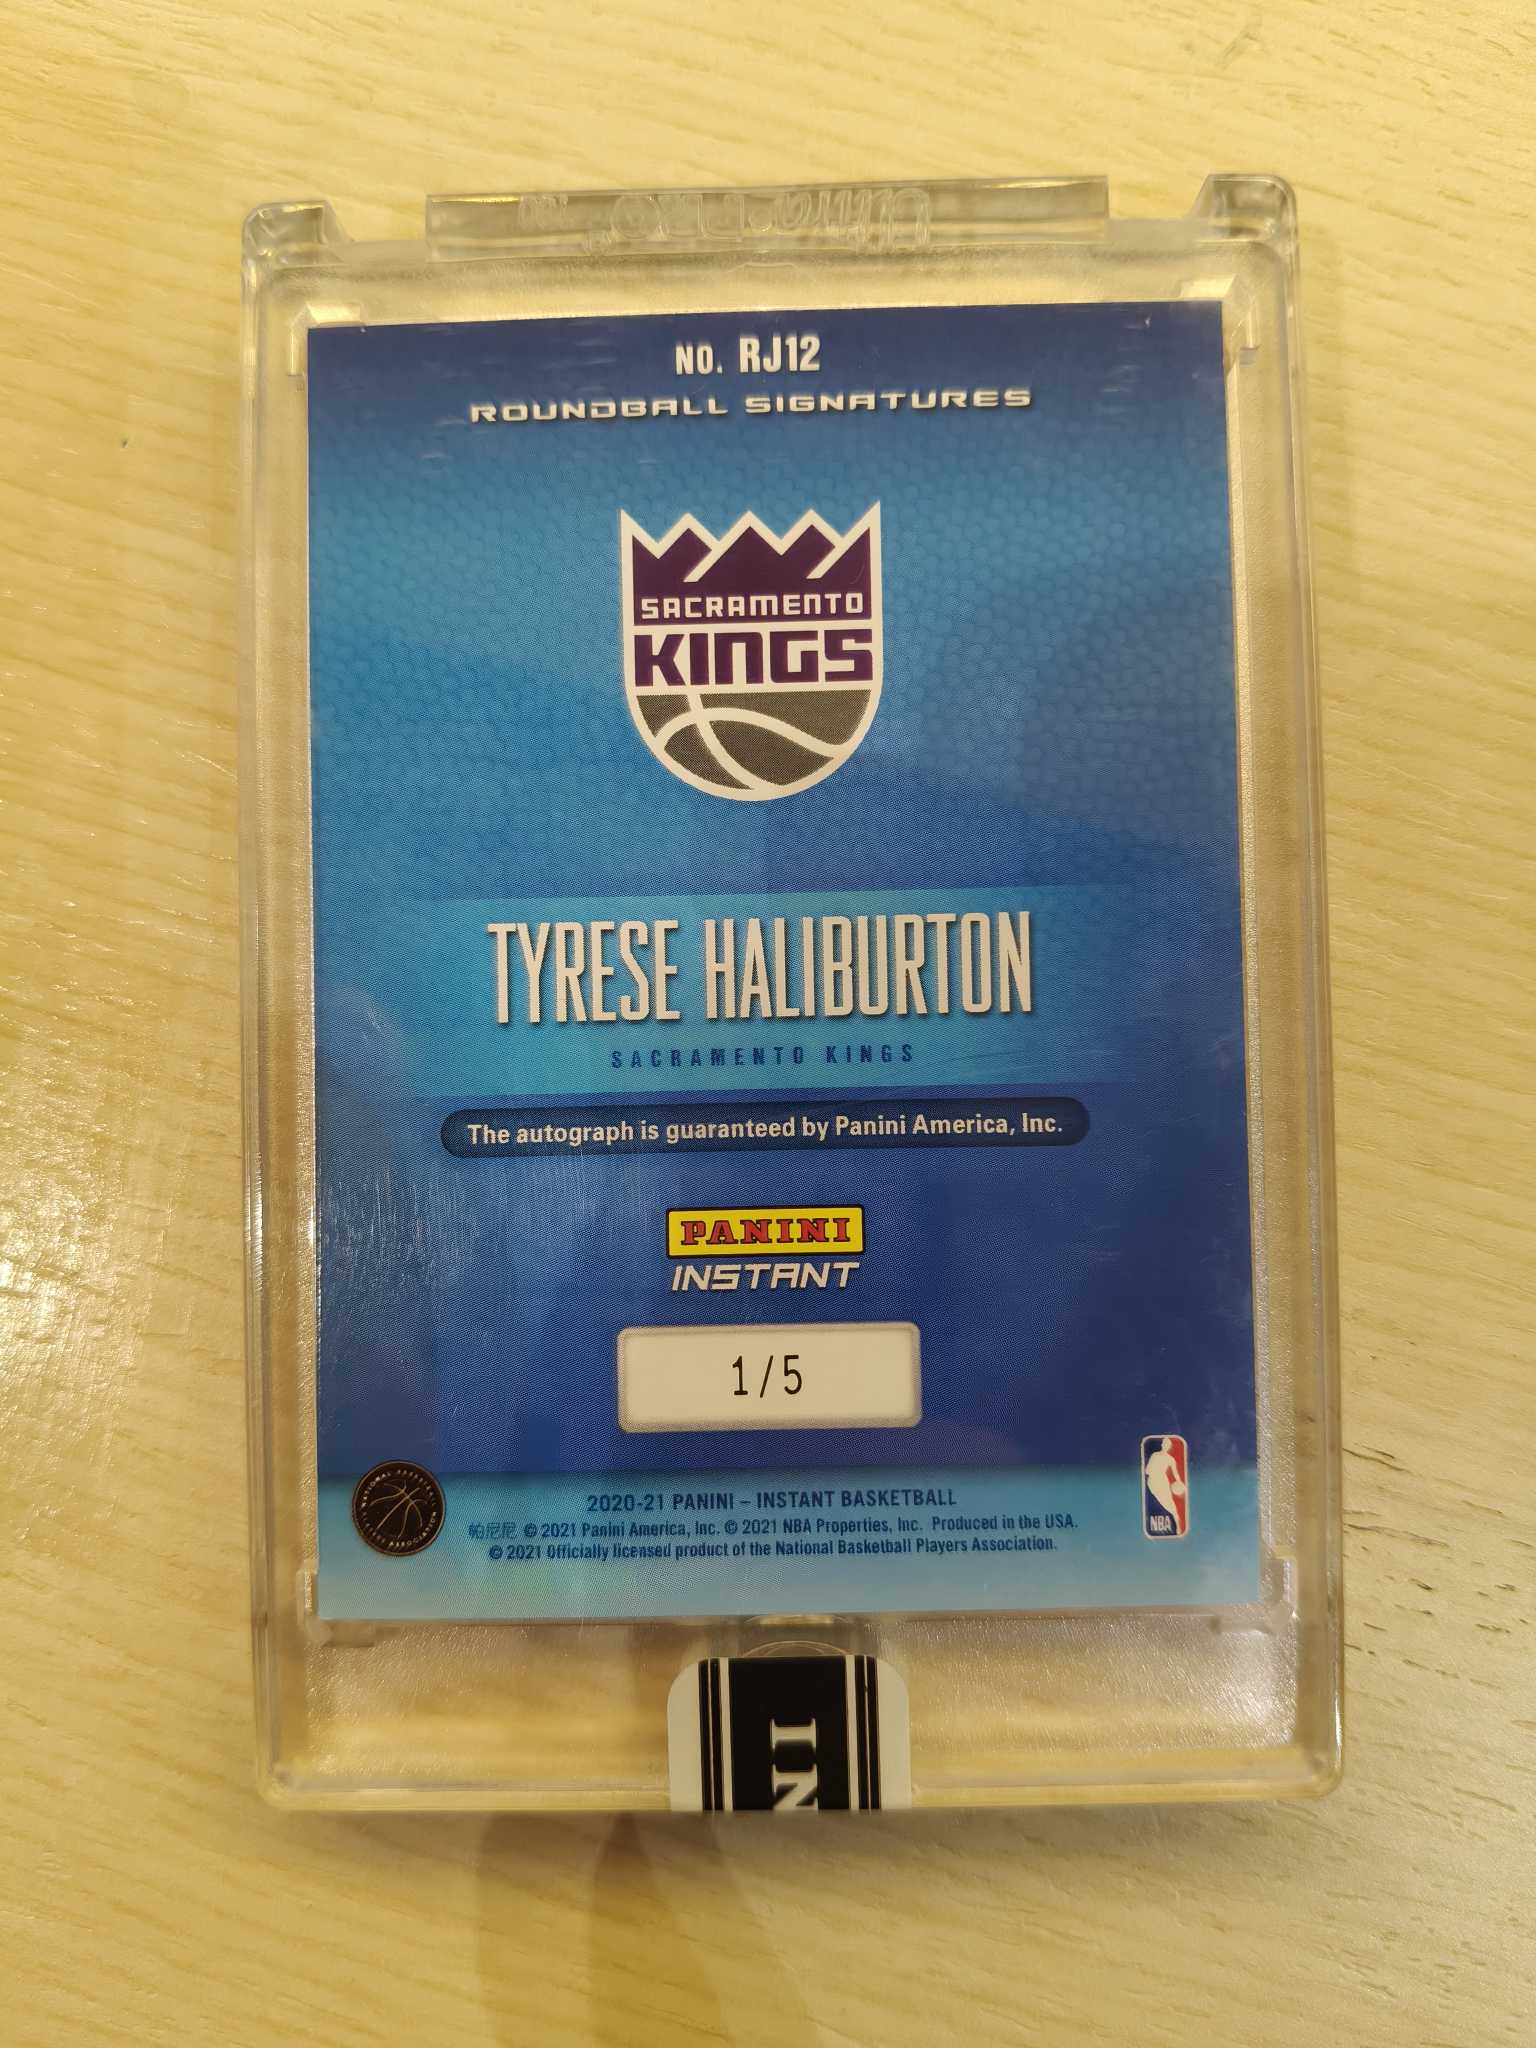 NO. RJ12
ROUNDBALL SIGNATURES
SACRAMENTO
KINGS
TYRESE HALIBURTON
SACRAMENTO KINGS
The autograph is guaranteed by Panini America, Inc.
PANINI
INSTANT
1/5
NBA
2020-21 PANINI – INSTANT BASKETBALL
帕尼尼 © 2021 Panini America, Inc. © 2021 NBA Properties, Inc. Produced in the USA.
© 2021 Officially licensed product of the National Basketball Players Association.